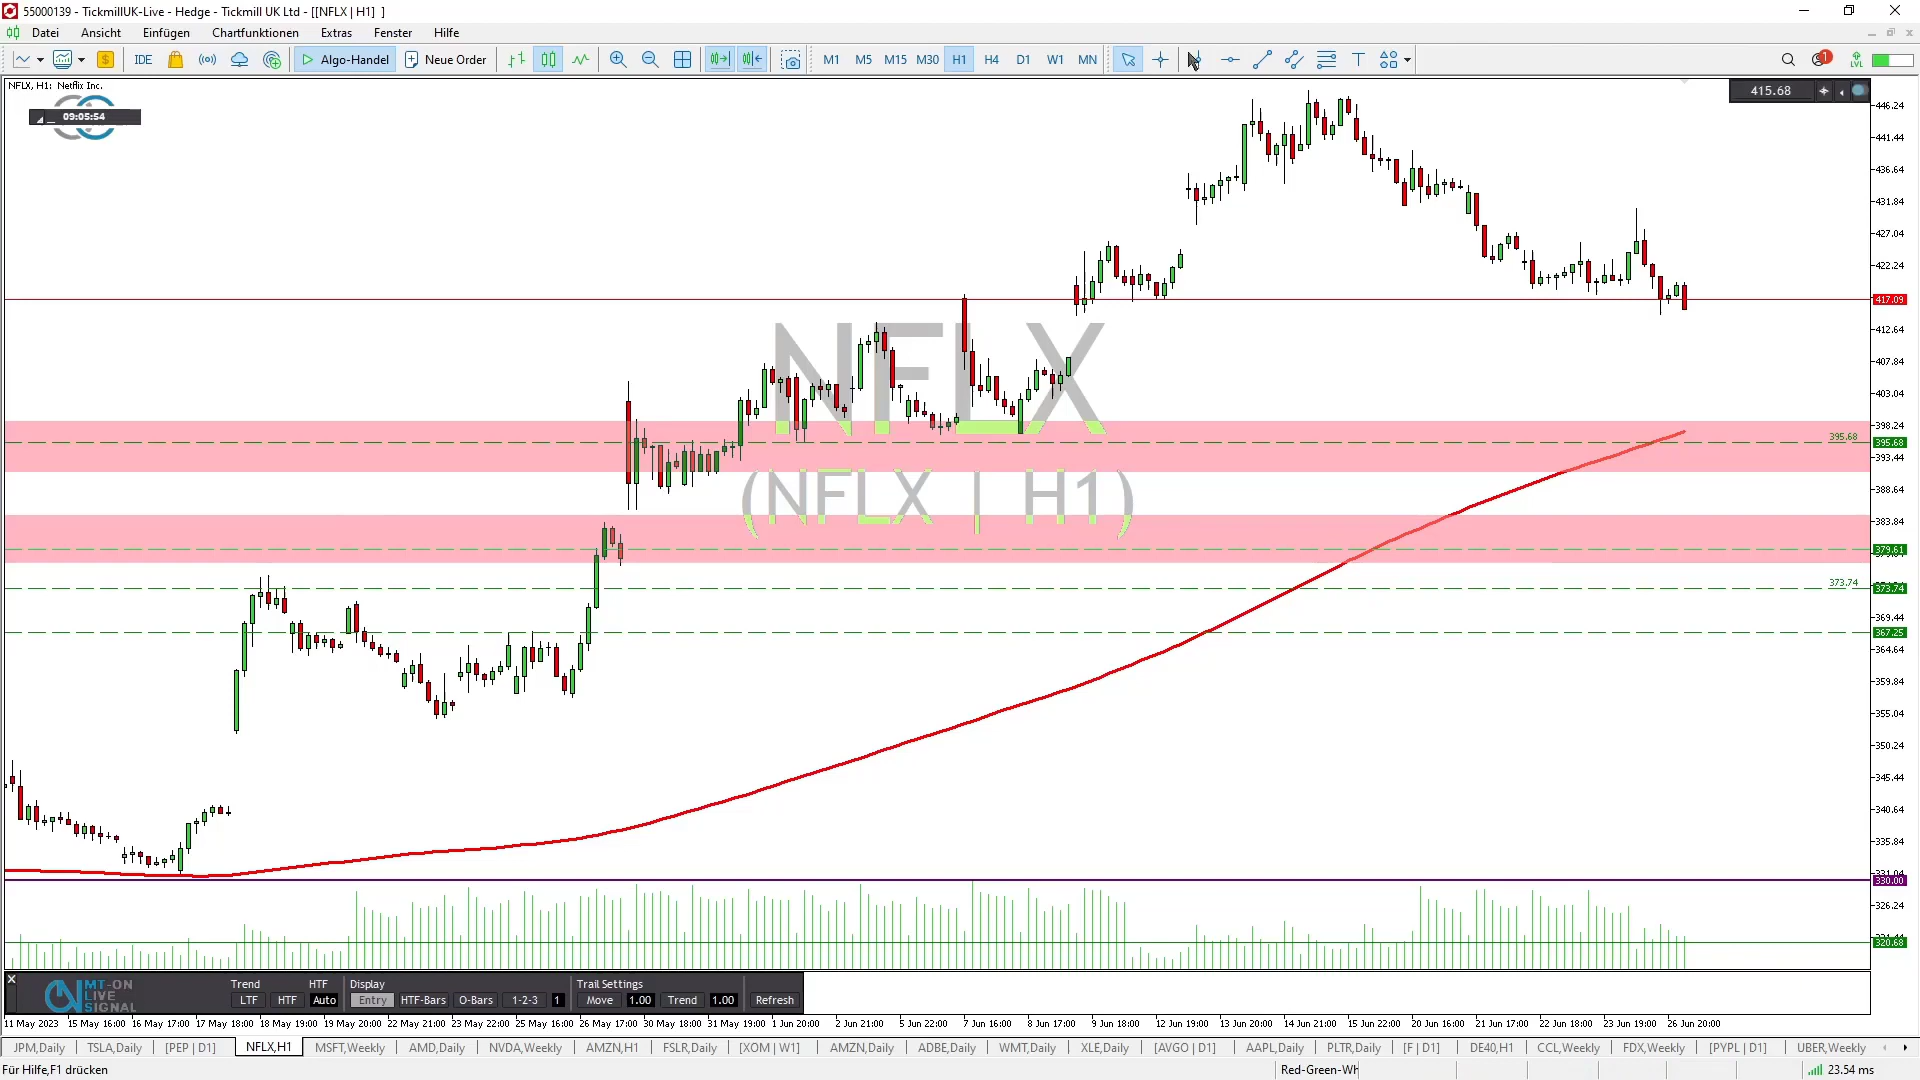 55000139 - TickmillUK-Live - Hedge - Tickmill UK Ltd - [[NFLX | H1] ]
Datei Ansicht Einfügen Chartfunktionen Extras Fenster Hilfe
$ IDE Algo-Handel Neue Order M1 M5 M15 M30 H1 H4 D1 W1 MN T 1 LVL
NFLX, H1: Netflix Inc.
415.68
09:05:54
446.24
441.44
436.64
431.84
427.04
422.24
417.09
412.64
407.84
403.04
398.24
395.68 395.68
393.44
388.64
383.84
379.61
373.74 373.74
369.44
367.25
364.64
359.84
355.04
350.24
345.44
340.64
335.84
330.00
326.24
320.68
NFLX
(NFLX | H1)
MT-ON
LIVE
SIGNAL
Trend HTF Display Trail Settings
LTF HTF Auto Entry HTF-Bars O-Bars 1-2-3 1 Move 1.00 Trend 1.00 Refresh
11 May 2023 15 May 16:00 16 May 17:00 17 May 18:00 18 May 19:00 19 May 20:00 22 May 21:00 23 May 22:00 25 May 16:00 26 May 17:00 30 May 18:00 31 May 19:00 1 Jun 20:00 2 Jun 21:00 5 Jun 22:00 7 Jun 16:00 8 Jun 17:00 9 Jun 18:00 12 Jun 19:00 13 Jun 20:00 14 Jun 21:00 15 Jun 22:00 20 Jun 16:00 21 Jun 17:00 22 Jun 18:00 23 Jun 19:00 26 Jun 20:00
JPM,Daily TSLA,Daily [PEP | D1] NFLX,H1 MSFT,Weekly AMD,Daily NVDA,Weekly AMZN,H1 FSLR,Daily [XOM | W1] AMZN,Daily ADBE,Daily WMT,Daily XLE,Daily [AVGO | D1] AAPL,Daily PLTR,Daily [F | D1] DE40,H1 CCL,Weekly FDX,Weekly [PYPL | D1] UBER,Weekly
Für Hilfe,F1 drücken Red-Green-Wh 23.54 ms